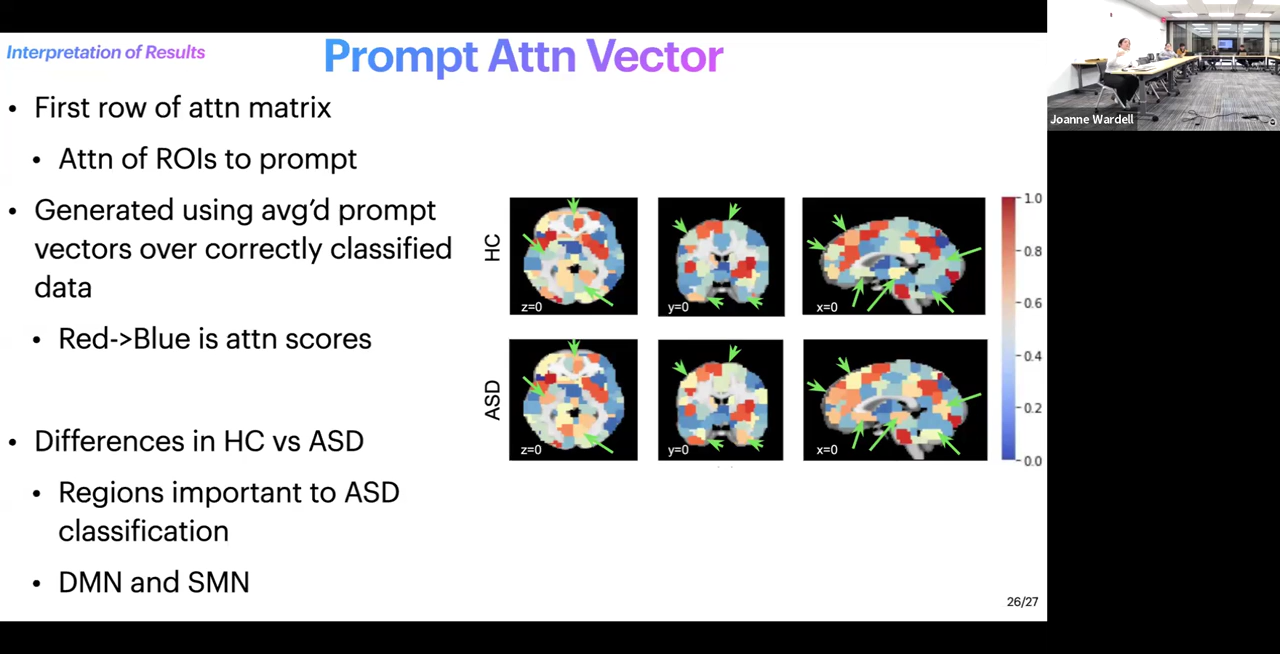 Interpretation of Results
Prompt Attn Vector
• First row of attn matrix
• Attn of ROIs to prompt
• Generated using avg'd prompt
vectors over correctly classified
data
• Red->Blue is attn scores
• Differences in HC vs ASD
• Regions important to ASD
classification
• DMN and SMN
HC
z=0
y=0
x=0
ASD
z=0
y=0
x=0
1.0
0.8
0.6
0.4
0.2
0.0
26/27
Joanne Wardell